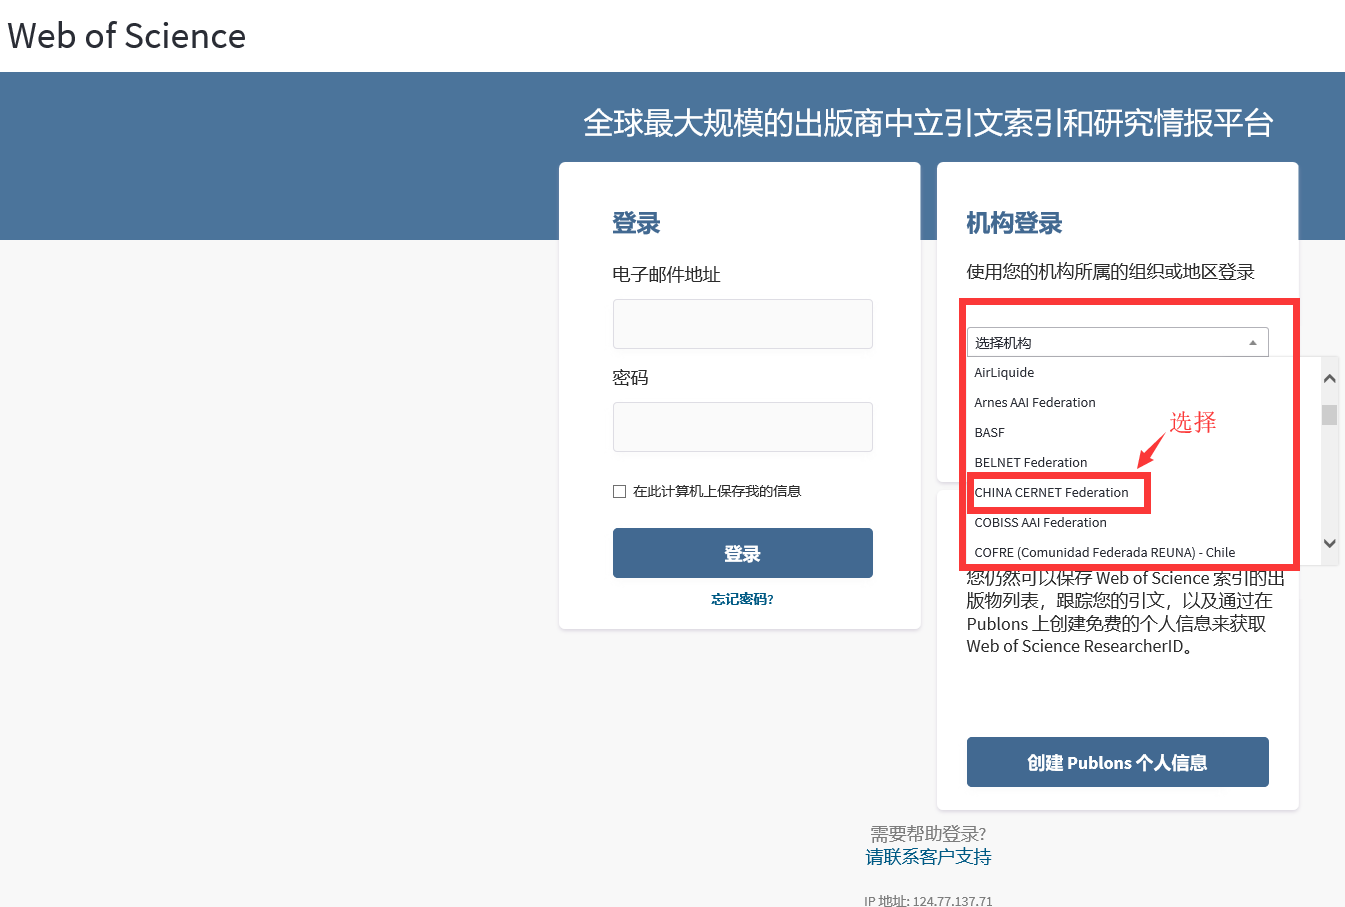 Web of Science
全球最大规模的出版商中立引文索引和研究情报平台
登录
电子邮件地址
密码
在此计算机上保存我的信息
登录
忘记密码?
机构登录
使用您的机构所属的组织或地区登录
选择机构
AirLiquide
Arnes AAI Federation
选择
BASF
BELNET Federation
CHINA CERNET Federation
COBISS AAI Federation
COFRE (Comunidad Federada REUNA) - Chile
您仍然可以保存 Web of Science 索引的出
版物列表，跟踪您的引文，以及通过在
Publons 上创建免费的个人信息来获取
Web of Science ResearcherID。
创建 Publons 个人信息
需要帮助登录?
请联系客户支持
IP 地址: 124.77.137.71